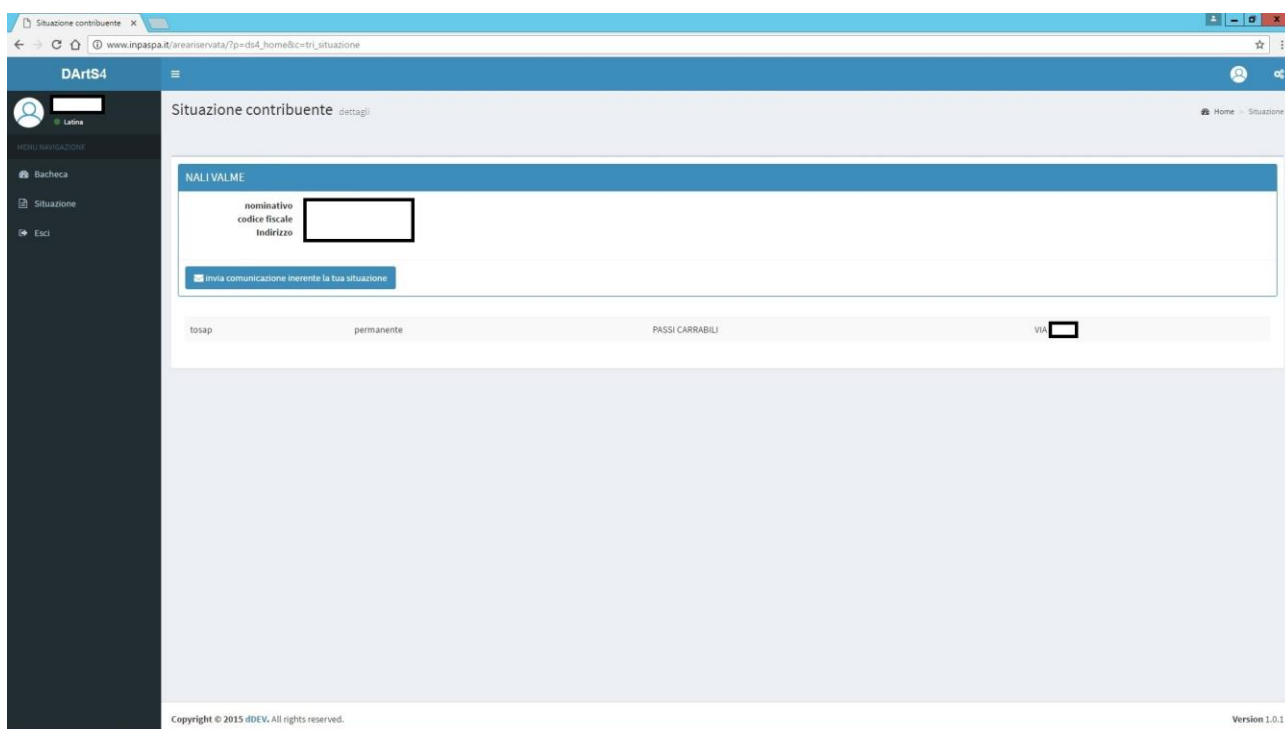 Situazione contribuente
www.inpaspa.it/areariservata/?p=ds4_home&c=tri_situazione
DArtS4
Latina
Situazione contribuente dettagli
Home > Situazione
MENU NAVIGAZIONE
Bacheca
Situazione
Esci
NALI VALME
nominativo
codice fiscale
Indirizzo
invia comunicazione inerente la tua situazione
tosap permanente PASSI CARRABILI VIA
Copyright © 2015 dDEV. All rights reserved.
Version 1.0.1